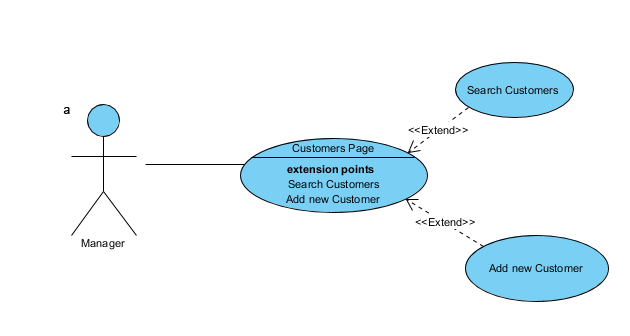 a
Search Customers
<<Extend>>
Customers Page
extension points
Search Customers
Add new Customer
<<Extend>>
Manager
Add new Customer